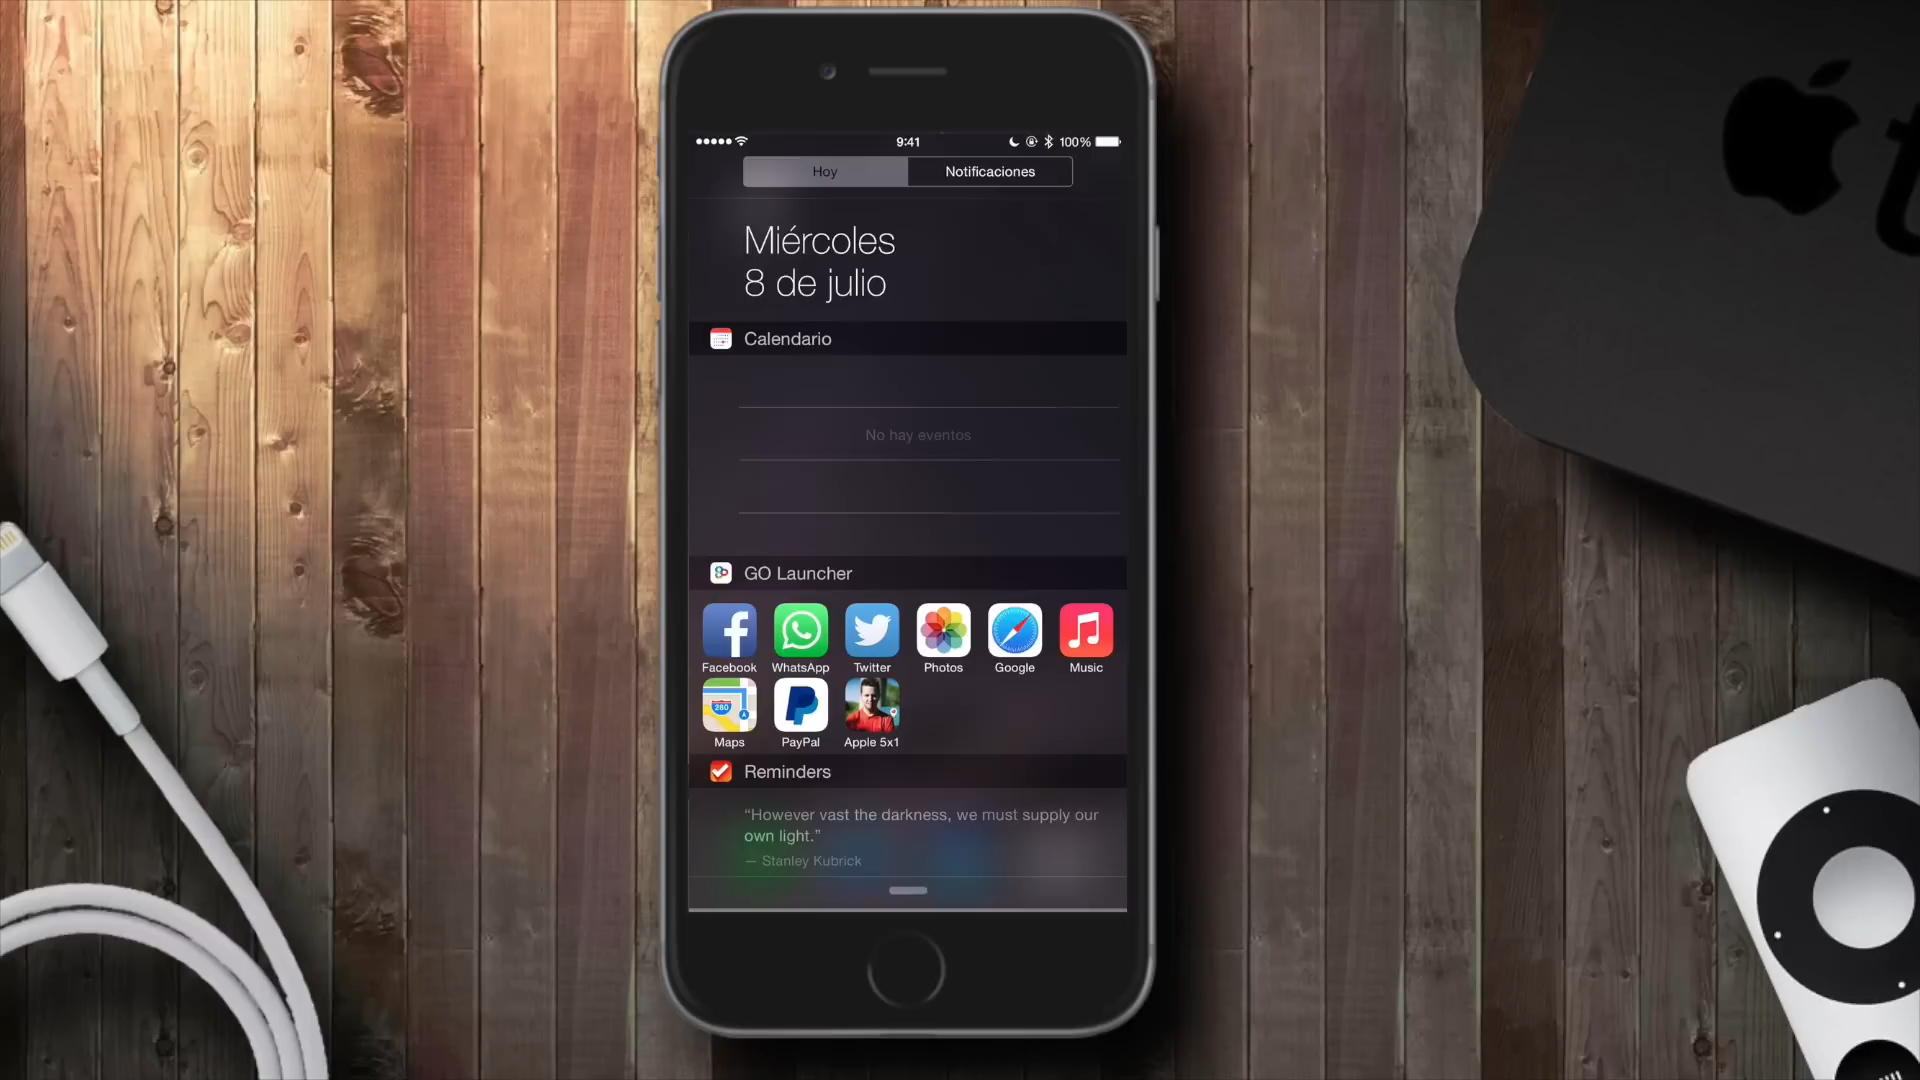 9:41
100%
Hoy
Notificaciones
Miércoles
8 de julio
Calendario
No hay eventos
GO Launcher
Facebook
WhatsApp
Twitter
Photos
Google
Music
280
Maps
PayPal
Apple 5x1
Reminders
“However vast the darkness, we must supply our
own light.”
— Stanley Kubrick